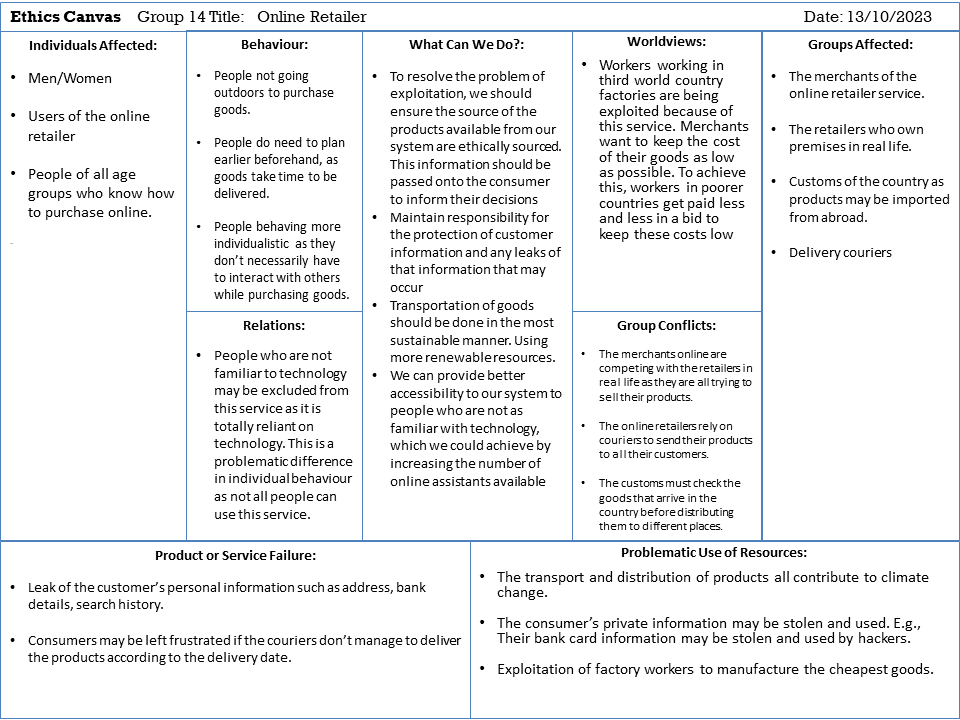 Ethics Canvas Group 14 Title: Online Retailer Date: 13/10/2023
Individuals Affected:
• Men/Women
• Users of the online
retailer
• People of all age
groups who know how
to purchase online.
Behaviour:
• People not going
outdoors to purchase
goods.
• People do need to plan
earlier beforehand, as
goods take time to be
delivered.
• People behaving more
individualistic as they
don’t necessarily have
to interact with others
while purchasing goods.
Relations:
• People who are not
familiar to technology
may be excluded from
this service as it is
totally reliant on
technology. This is a
problematic difference
in individual behaviour
as not all people can
use this service.
What Can We Do?:
• To resolve the problem of
exploitation, we should
ensure the source of the
products available from our
system are ethically sourced.
This information should be
passed onto the consumer
to inform their decisions
• Maintain responsibility for
the protection of customer
information and any leaks of
that information that may
occur
• Transportation of goods
should be done in the most
sustainable manner. Using
more renewable resources.
• We can provide better
accessibility to our system to
people who are not as
familiar with technology,
which we could achieve by
increasing the number of
online assistants available
Worldviews:
• Workers working in
third world country
factories are being
exploited because of
this service. Merchants
want to keep the cost
of their goods as low
as possible. To achieve
this, workers in poorer
countries get paid less
and less in a bid to
keep these costs low
Group Conflicts:
• The merchants online are
competing with the retailers in
real life as they are all trying to
sell their products.
• The online retailers rely on
couriers to send their products
to all their customers.
• The customs must check the
goods that arrive in the
country before distributing
them to different places.
Groups Affected:
• The merchants of the
online retailer service.
• The retailers who own
premises in real life.
• Customs of the country as
products may be imported
from abroad.
• Delivery couriers
Product or Service Failure:
• Leak of the customer’s personal information such as address, bank
details, search history.
• Consumers may be left frustrated if the couriers don’t manage to deliver
the products according to the delivery date.
Problematic Use of Resources:
• The transport and distribution of products all contribute to climate
change.
• The consumer’s private information may be stolen and used. E.g.,
Their bank card information may be stolen and used by hackers.
• Exploitation of factory workers to manufacture the cheapest goods.